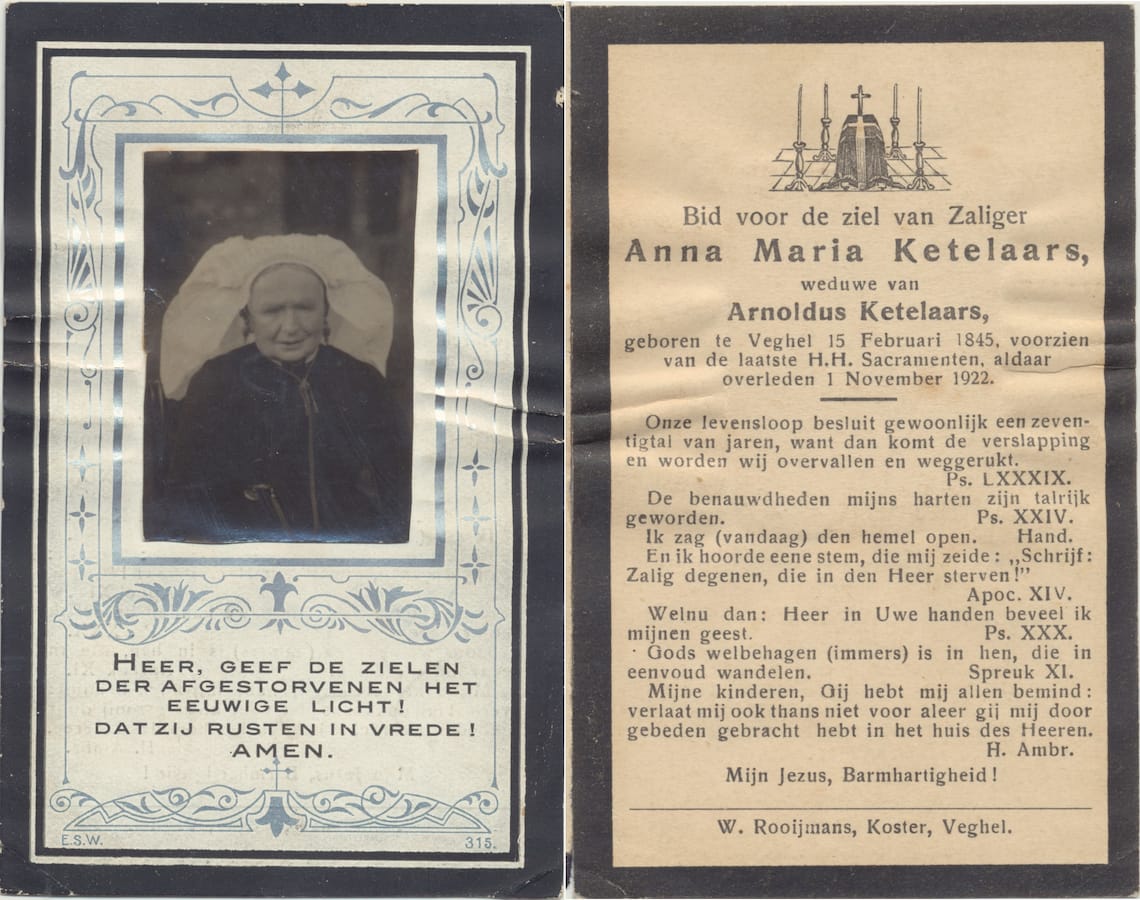 HEER, GEEF DE ZIELEN
DER AFGESTORVENEN HET
EEUWIGE LICHT!
DAT ZIJ RUSTEN IN VREDE!
AMEN.
E.S.W.
315.
Bid voor de ziel van Zaliger
Anna Maria Ketelaars,
weduwe van
Arnoldus Ketelaars,
geboren te Veghel 15 Februari 1845, voorzien
van de laatste H.H. Sacramenten, aldaar
overleden 1 November 1922.
Onze levensloop besluit gewoonlijk een zeven-
tigtal van jaren, want dan komt de verslapping
en worden wij overvallen en weggerukt.
Ps. LXXXIX.
De benauwdheden mijns harten zijn talrijk
geworden. Ps. XXIV.
Ik zag (vandaag) den hemel open. Hand.
En ik hoorde eene stem, die mij zeide: „Schrijf:
Zalig degenen, die in den Heer sterven!”
Apoc. XIV.
Welnu dan: Heer in Uwe handen beveel ik
mijnen geest. Ps. XXX.
Gods welbehagen (immers) is in hen, die in
eenvoud wandelen. Spreuk XI.
Mijne kinderen, Gij hebt mij allen bemind:
verlaat mij ook thans niet voor aleer gij mij door
gebeden gebracht hebt in het huis des Heeren.
H. Ambr.
Mijn Jezus, Barmhartigheid!
W. Rooijmans, Koster, Veghel.